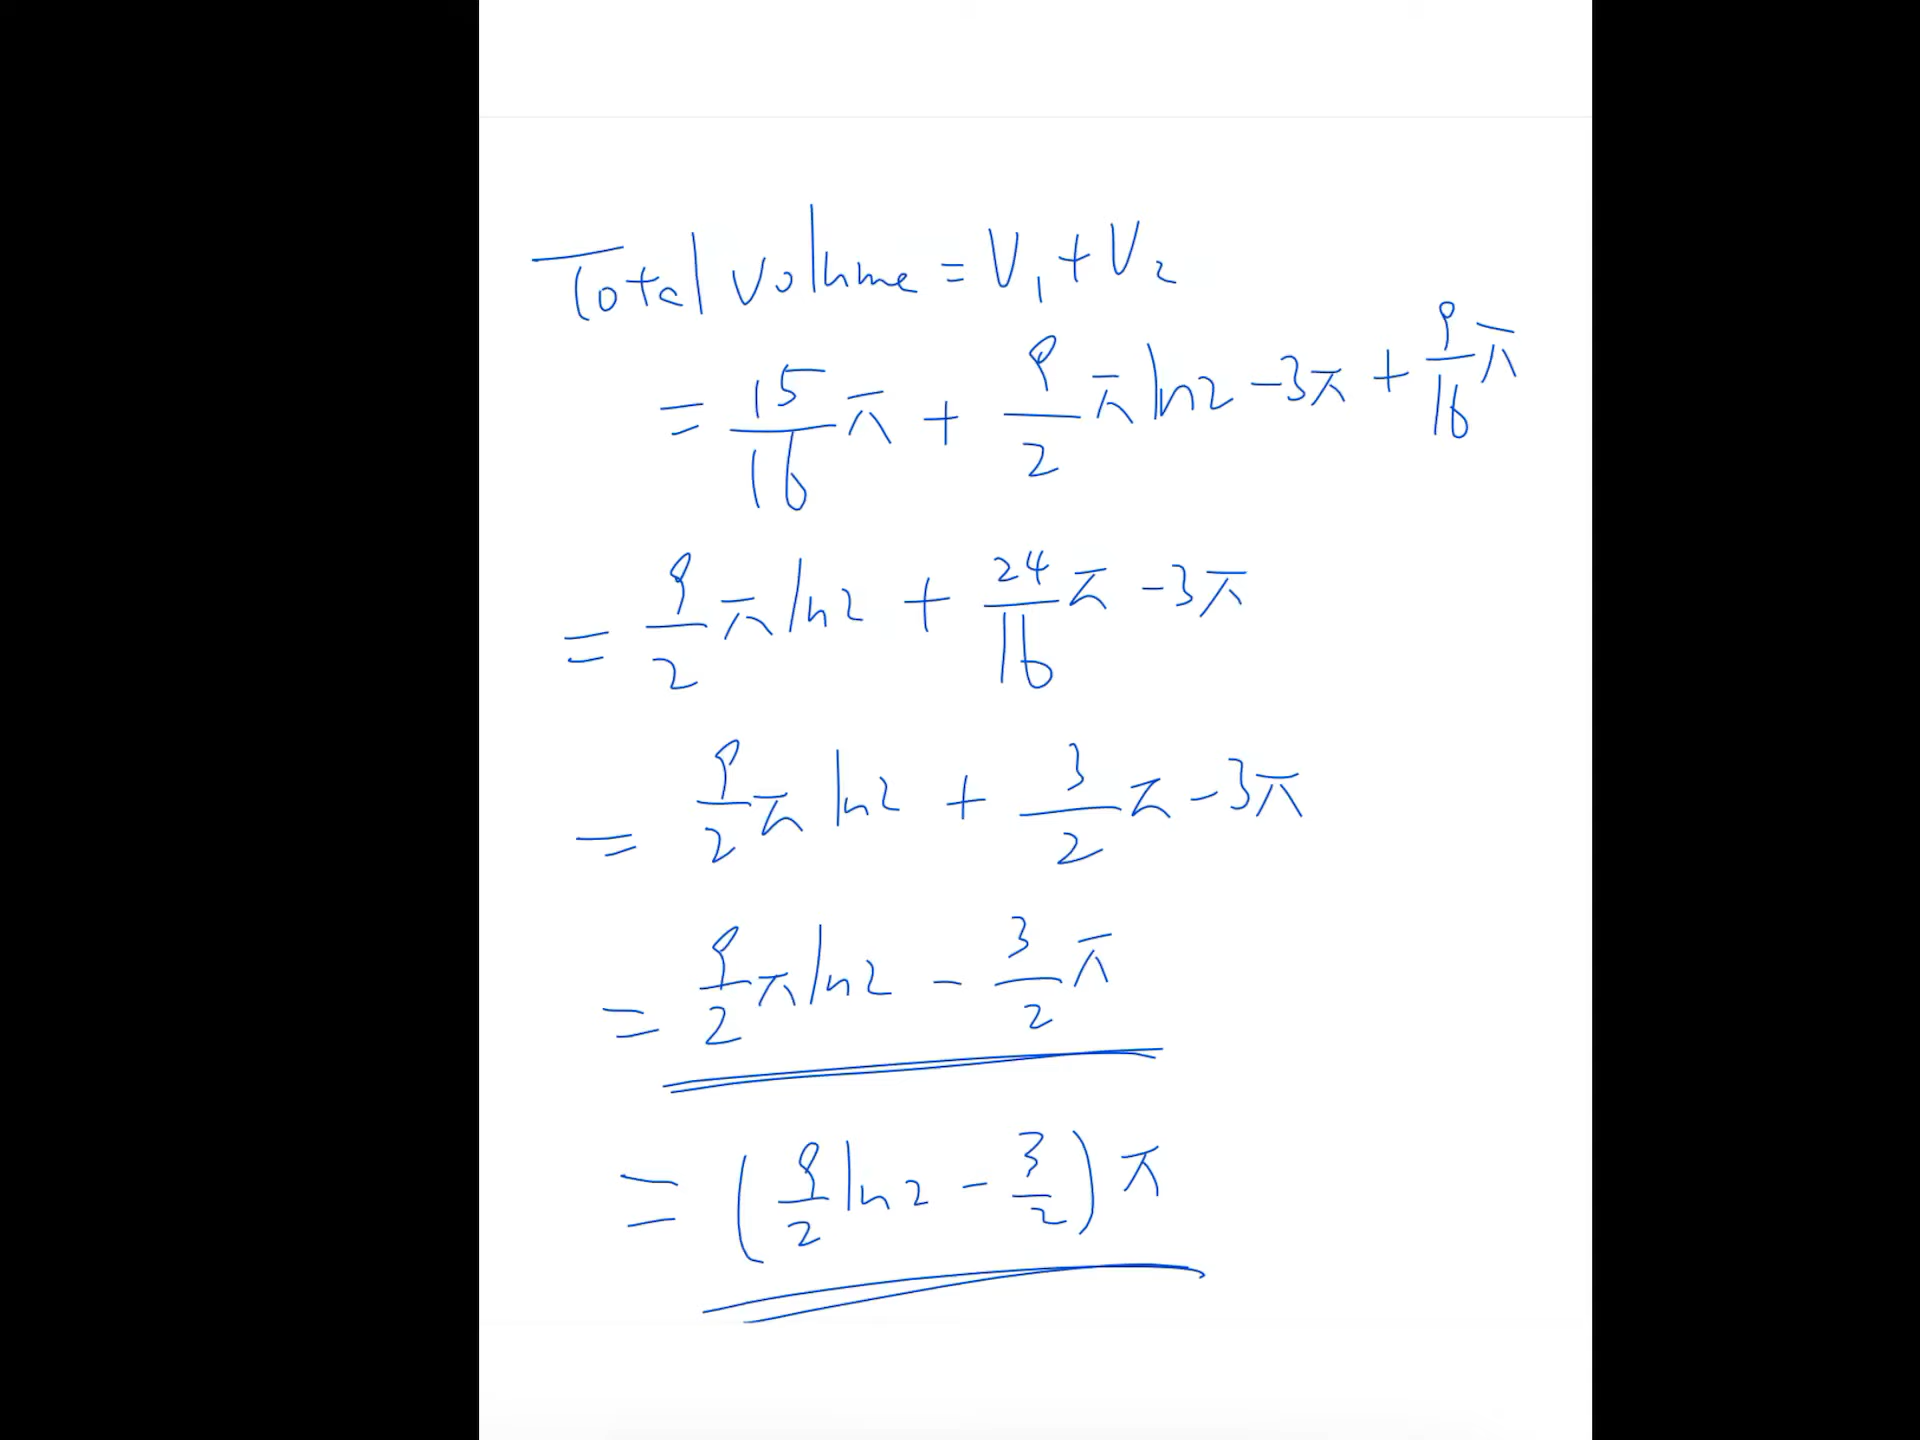 Total volume = V₁ + V₂
= 15/16 π + 9/2 π ln2 - 3π + 9/16 π
= 9/2 π ln2 + 24/16 π - 3π
= 9/2 π ln2 + 3/2 π - 3π
= 9/2 π ln2 - 3/2 π
= (9/2 ln2 - 3/2) π